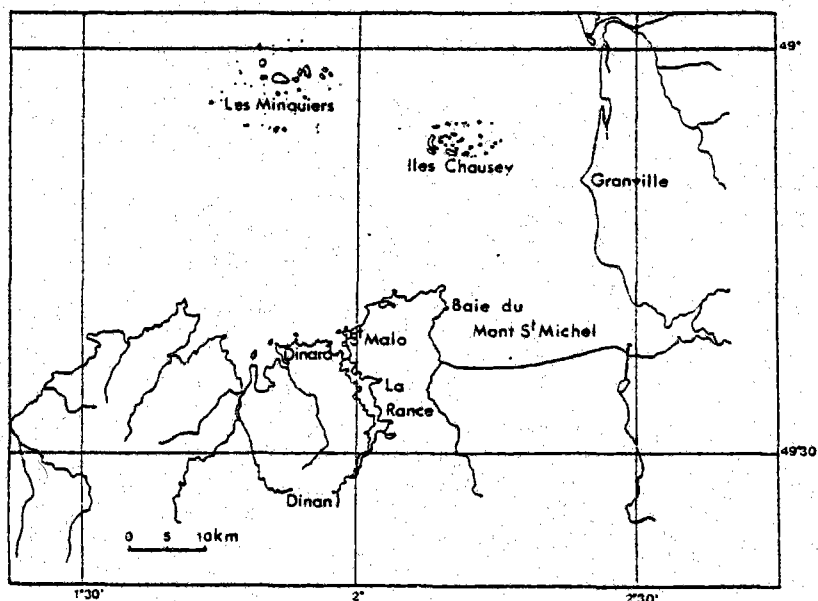 49°
Les Minquiers
Iles Chausey
Granville
Baie du
Mont St Michel
St Malo
Dinard
La
Rance
49°30
Dinan
0 5 10km
1°30'
2°
2°30'